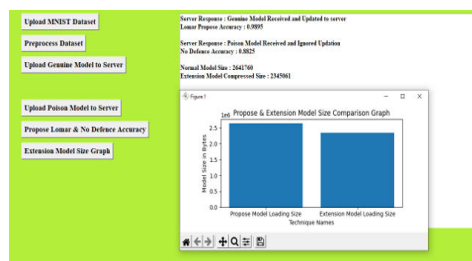 Upload MNIST Dataset
Preprocess Dataset
Upload Genuine Model to Server
Upload Poison Model to Server
Propose Lomar & No Defence Accuracy
Extension Model Size Graph
Server Response : Genuine Model Received and Updated to server
Lomar Propose Accuracy : 0.9895
Server Response : Poison Model Received and Ignored Updation
No Defence Accuracy : 0.8825
Normal Model Size : 2641760
Extension Model Compressed Size : 2345061
Figure 1
1e6
Propose & Extension Model Size Comparison Graph
Model Size in Bytes
2.5
2.0
1.5
1.0
0.5
0.0
Propose Model Loading Size
Extension Model Loading Size
Technique Names